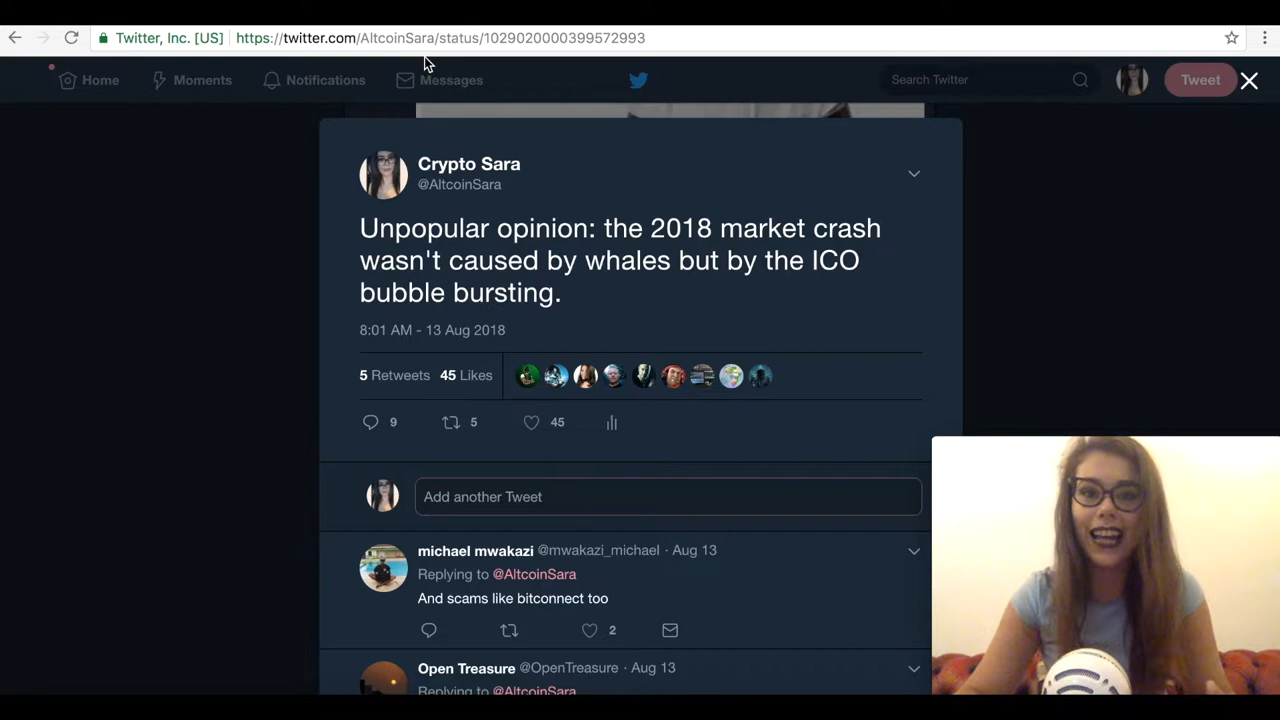 Twitter, Inc. [US] https://twitter.com/AltcoinSara/status/1029020000399572993
Home Moments Notifications Messages Search Twitter Tweet
Crypto Sara
@AltcoinSara
Unpopular opinion: the 2018 market crash
wasn't caused by whales but by the ICO
bubble bursting.
8:01 AM - 13 Aug 2018
5 Retweets 45 Likes
9 5 45
Add another Tweet
michael mwakazi @mwakazi_michael · Aug 13
Replying to @AltcoinSara
And scams like bitconnect too
2
Open Treasure @OpenTreasure · Aug 13
Replying to @AltcoinSara